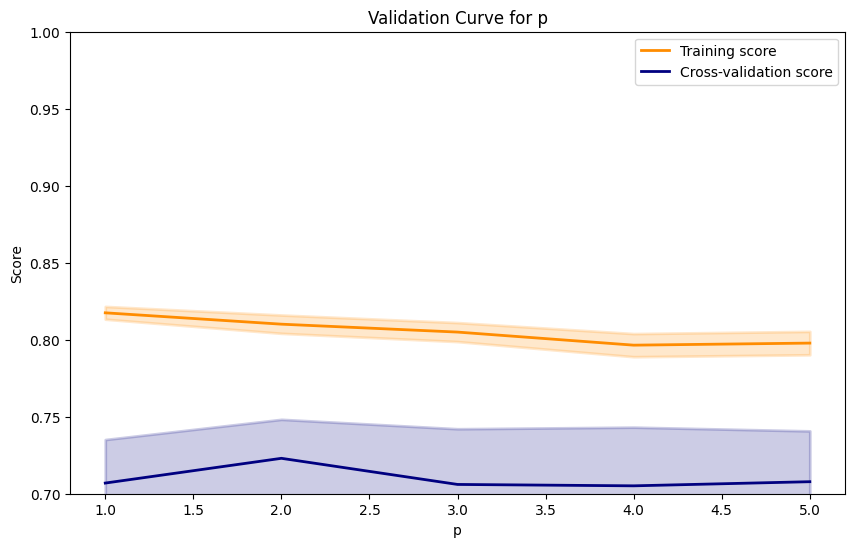 Validation Curve for p
Training score
Cross-validation score
1.00
0.95
0.90
0.85
0.80
0.75
0.70
Score
1.0 1.5 2.0 2.5 3.0 3.5 4.0 4.5 5.0
p